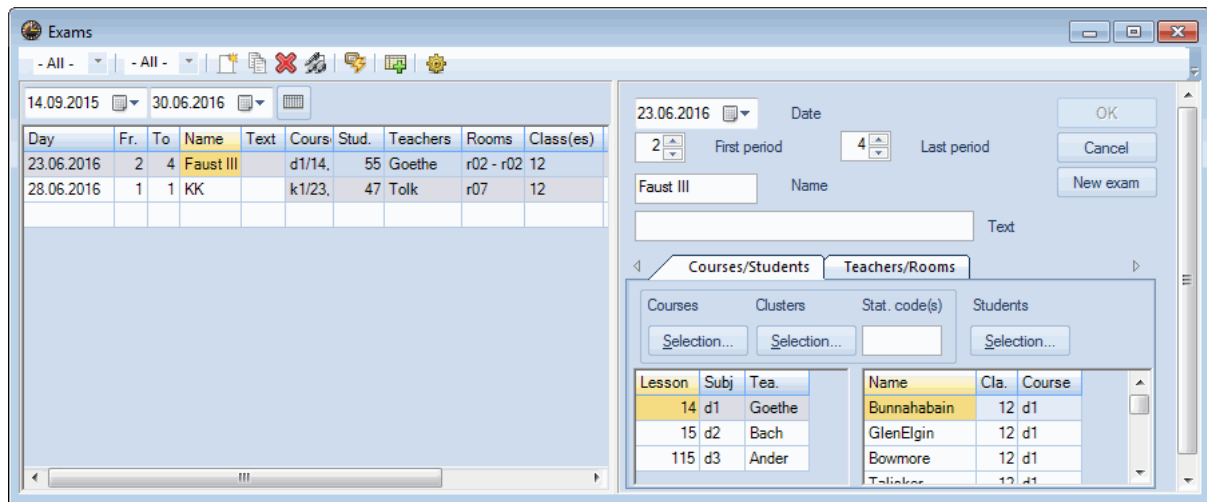 Exams
- All - - All -
14.09.2015 30.06.2016
Day Fr. To Name Text Cours Stud. Teachers Rooms Class(es)
23.06.2016 2 4 Faust III d1/14, 55 Goethe r02 - r02 12
28.06.2016 1 1 KK k1/23, 47 Tolk r07 12
23.06.2016 Date OK
2 First period 4 Last period Cancel
Faust III Name New exam
Text
Courses/Students Teachers/Rooms
Courses Clusters Stat. code(s) Students
Selection... Selection... Selection...
Lesson Subj Tea. Name Cla. Course
14 d1 Goethe Bunnahabain 12 d1
15 d2 Bach GlenElgin 12 d1
115 d3 Ander Bowmore 12 d1
12 d1